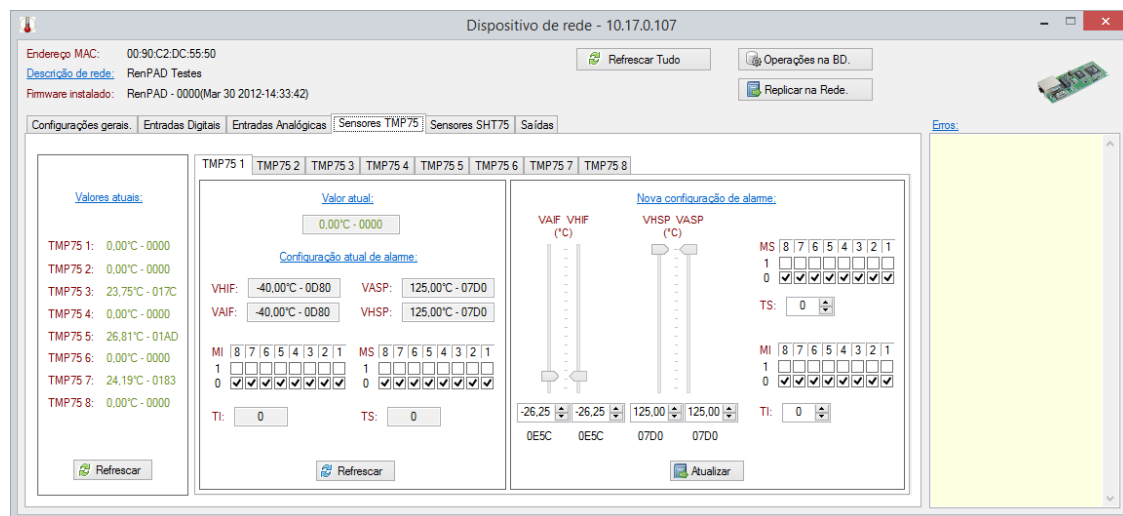 Dispositivo de rede - 10.17.0.107
Endereço MAC: 00:90:C2:DC:55:50
Descrição de rede: RenPAD Testes
Firmware instalado: RenPAD - 0000(Mar 30 2012-14:33:42)
Refrescar Tudo
Operações na BD.
Replicar na Rede.
Configurações gerais. Entradas Digitais Entradas Analógicas Sensores TMP75 Sensores SHT75 Saídas
Erros:
Valores atuais:
TMP75 1: 0,00°C - 0000
TMP75 2: 0,00°C - 0000
TMP75 3: 23,75°C - 017C
TMP75 4: 0,00°C - 0000
TMP75 5: 26,81°C - 01AD
TMP75 6: 0,00°C - 0000
TMP75 7: 24,19°C - 0183
TMP75 8: 0,00°C - 0000
Refrescar
TMP75 1 TMP75 2 TMP75 3 TMP75 4 TMP75 5 TMP75 6 TMP75 7 TMP75 8
Valor atual:
0,00°C - 0000
Configuração atual de alarme:
VHIF: -40,00°C - 0D80 VASP: 125,00°C - 07D0
VAIF: -40,00°C - 0D80 VHSP: 125,00°C - 07D0
MI 8 7 6 5 4 3 2 1 MS 8 7 6 5 4 3 2 1
1 1
0 0
TI: 0 TS: 0
Refrescar
Nova configuração de alarme:
VAIF VHIF VHSP VASP
(°C) (°C)
-26,25 -26,25 125,00 125,00
0E5C 0E5C 07D0 07D0
MS 8 7 6 5 4 3 2 1
1
0
TS: 0
MI 8 7 6 5 4 3 2 1
1
0
TI: 0
Atualizar